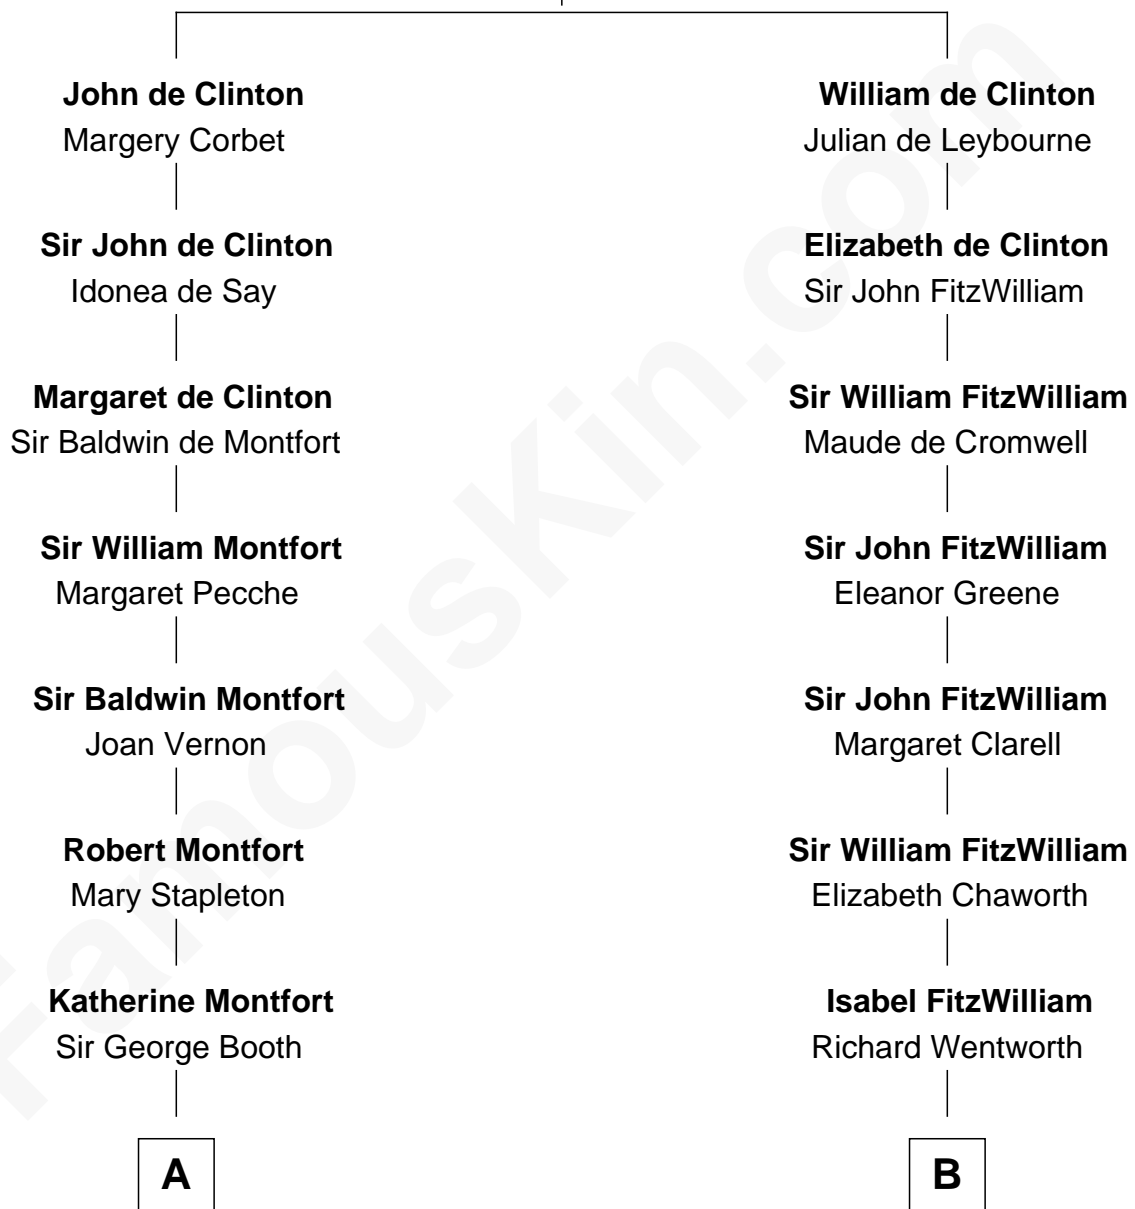 John de Clinton
Margery Corbet
Sir John de Clinton
Idonea de Say
Margaret de Clinton
Sir Baldwin de Montfort
Sir William Montfort
Margaret Pecche
Sir Baldwin Montfort
Joan Vernon
Robert Montfort
Mary Stapleton
Katherine Montfort
Sir George Booth
A
William de Clinton
Julian de Leybourne
Elizabeth de Clinton
Sir John FitzWilliam
Sir William FitzWilliam
Maude de Cromwell
Sir John FitzWilliam
Eleanor Greene
Sir John FitzWilliam
Margaret Clarell
Sir William FitzWilliam
Elizabeth Chaworth
Isabel FitzWilliam
Richard Wentworth
B
FamousKin.com